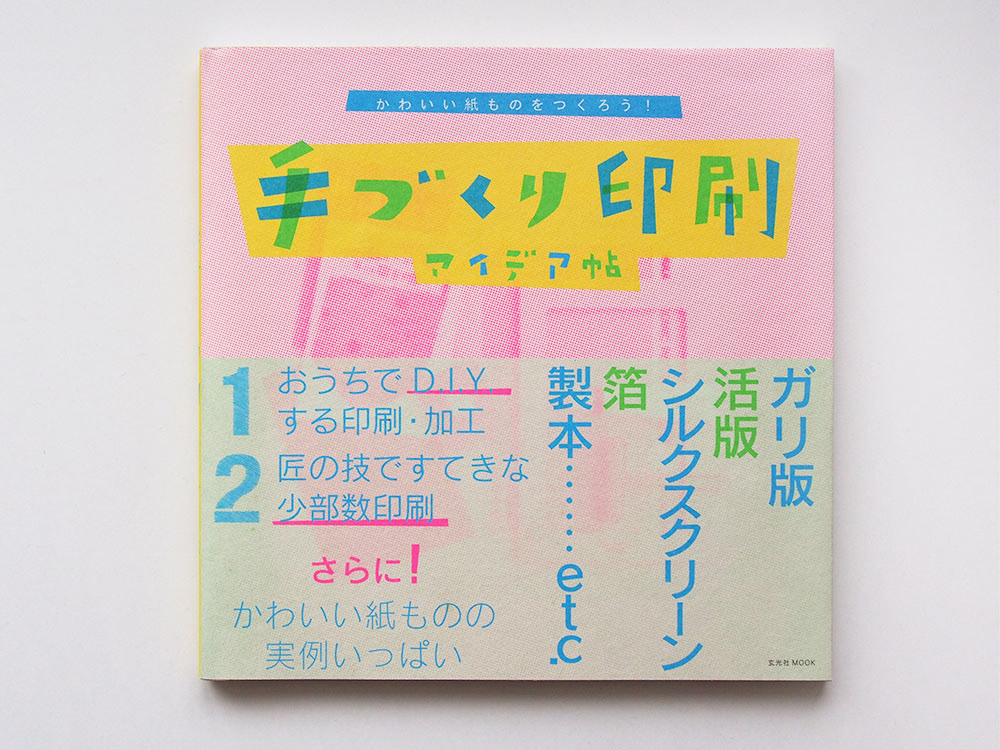 かわいい紙ものをつくろう！
手づくり印刷
アイデア帖
1 おうちでD.I.Y.
する印刷・加工
2 匠の技ですてきな
少部数印刷
さらに！
かわいい紙ものの
実例いっぱい
ガリ版
活版
シルクスクリーン
箔
製本………etc.
玄光社MOOK